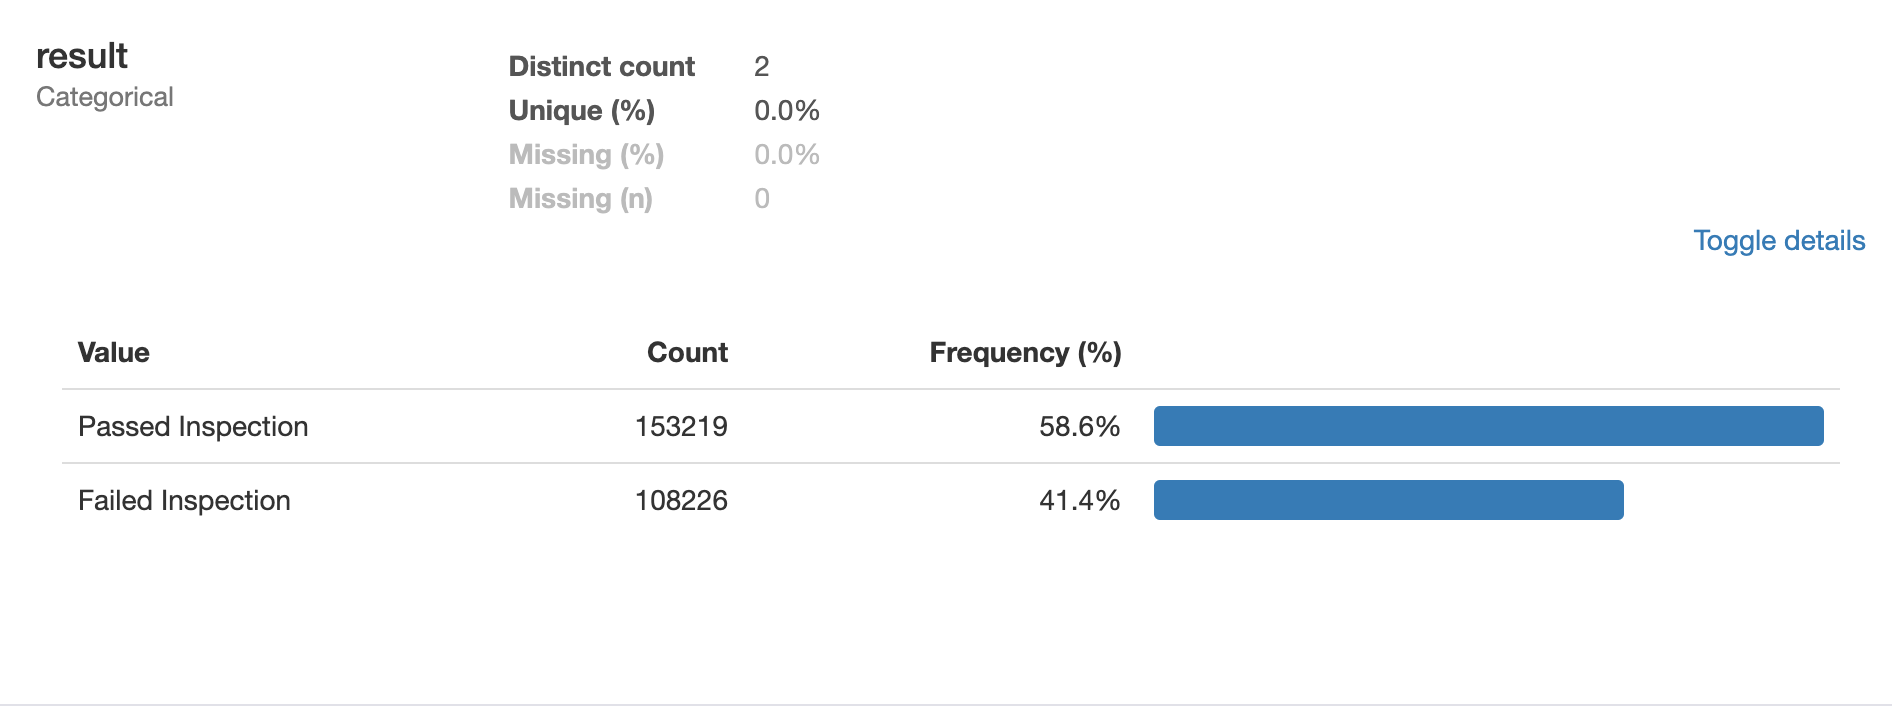 result
Categorical
Distinct count 2
Unique (%) 0.0%
Missing (%) 0.0%
Missing (n) 0
Toggle details
Value Count Frequency (%)
Passed Inspection 153219 58.6%
Failed Inspection 108226 41.4%